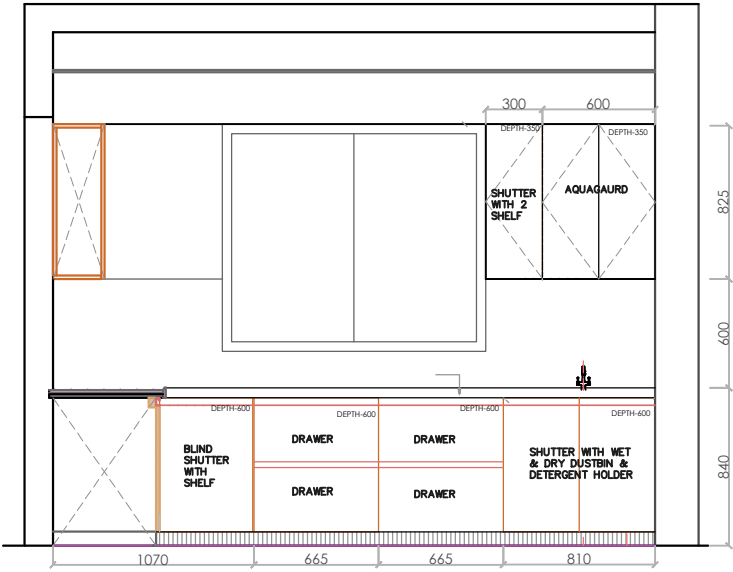 300
600
DEPTH-350
DEPTH-350
SHUTTER
WITH 2
SHELF
AQUAGAURD
825
600
DEPTH-600
DEPTH-600
DEPTH-600
DEPTH-600
BLIND
SHUTTER
WITH
SHELF
DRAWER
DRAWER
DRAWER
DRAWER
SHUTTER WITH WET
& DRY DUSTBIN &
DETERGENT HOLDER
840
1070
665
665
810